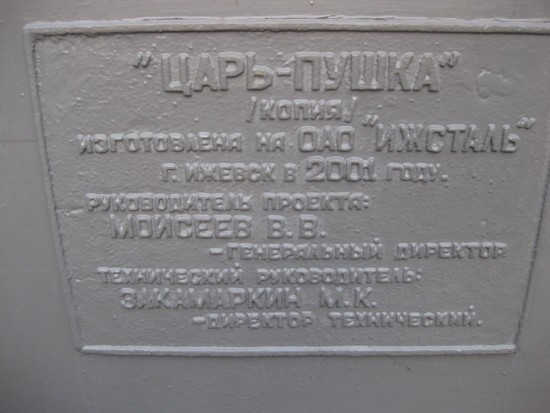 "ЦАРЬ-ПУШКА"
/КОПИЯ/
ИЗГОТОВЛЕНА НА ОАО "ИЖСТАЛЬ"
Г. ИЖЕВСК В 2001 ГОДУ.
РУКОВОДИТЕЛЬ ПРОЕКТА:
МОИСЕЕВ В.В.
-ГЕНЕРАЛЬНЫЙ ДИРЕКТОР
ТЕХНИЧЕСКИЙ РУКОВОДИТЕЛЬ:
ЗАКАМАРКИН М.К.
-ДИРЕКТОР ТЕХНИЧЕСКИЙ.